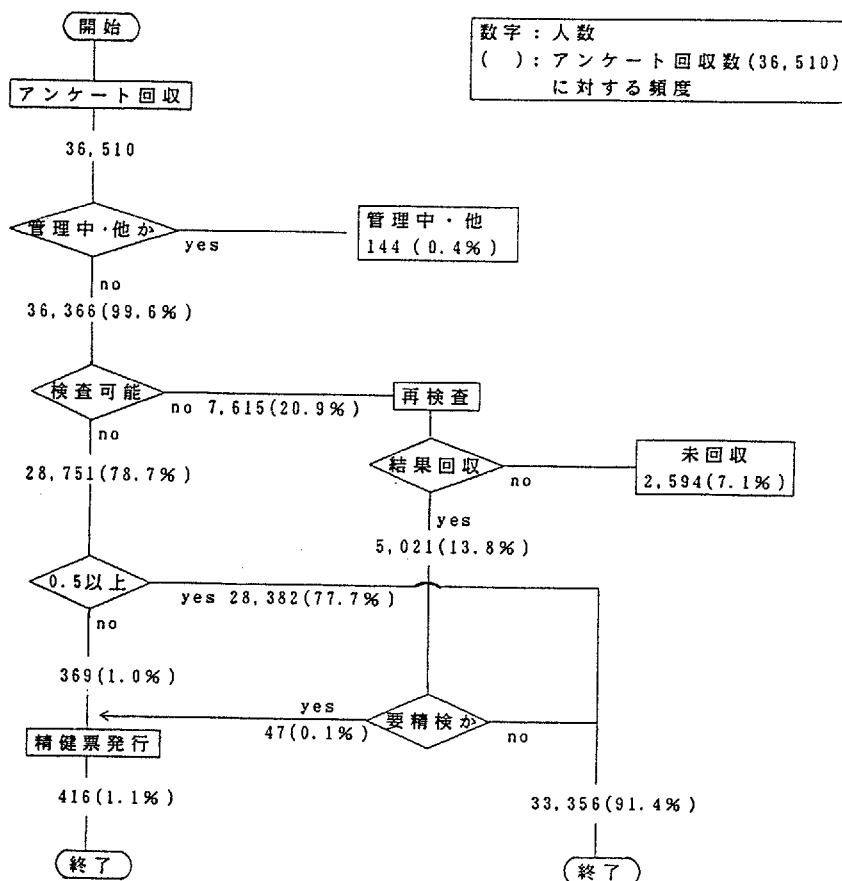 開始
数字：人数
(　)：アンケート回収数(36,510)
に対する頻度
アンケート回収
36,510
管理中・他か
yes
管理中・他
144 (0.4%)
no
36,366(99.6%)
検査可能
no 7,615(20.9%)
再検査
no
28,751(78.7%)
結果回収
no
未回収
2,594(7.1%)
yes
5,021(13.8%)
0.5以上
yes 28,382(77.7%)
no
369(1.0%)
yes
47(0.1%)
要精検か
no
精健票発行
416(1.1%)
33,356(91.4%)
終了
終了